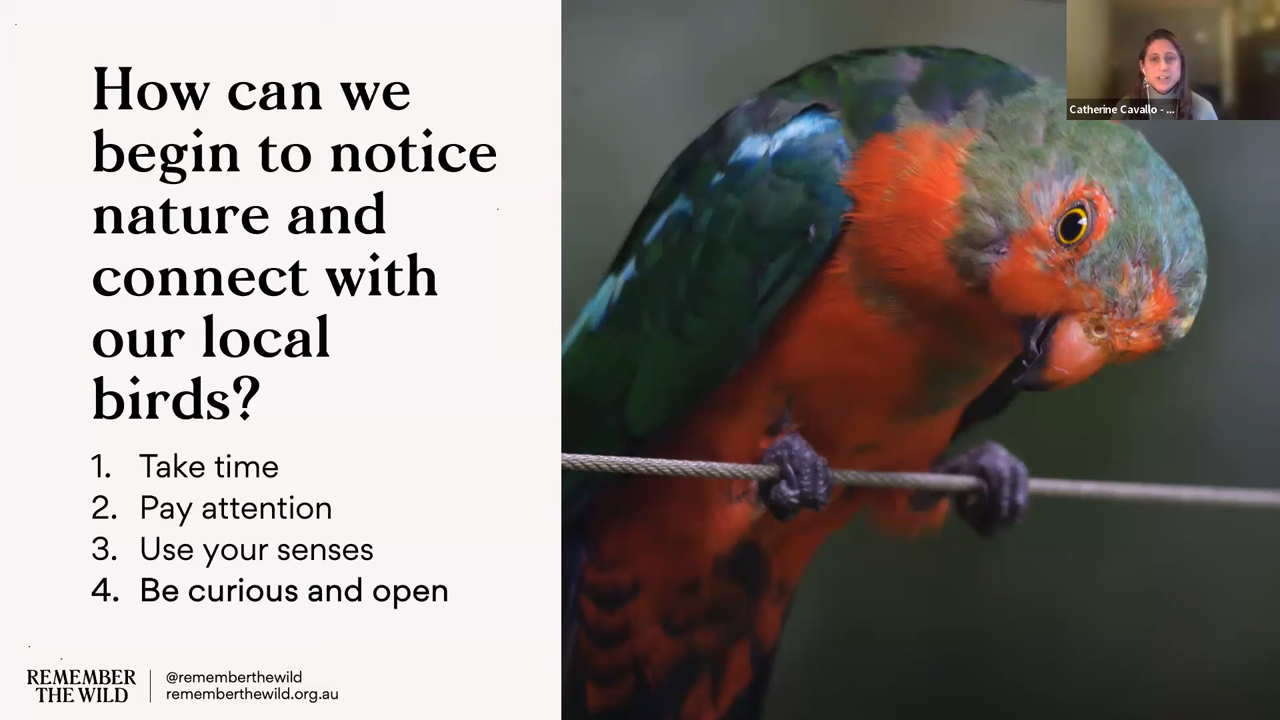 How can we
begin to notice
nature and
connect with
our local
birds?
1. Take time
2. Pay attention
3. Use your senses
4. Be curious and open
REMEMBER
THE WILD
@rememberthewild
rememberthewild.org.au
Catherine Cavallo - ...